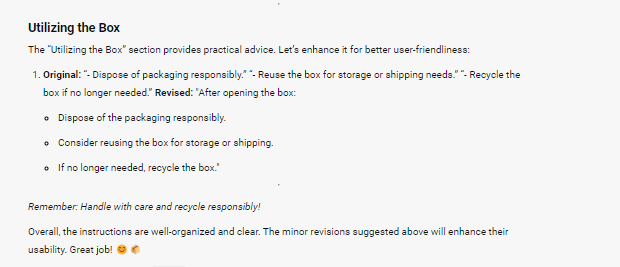 Utilizing the Box
The "Utilizing the Box" section provides practical advice. Let's enhance it for better user-friendliness:
1. Original: "- Dispose of packaging responsibly." "- Reuse the box for storage or shipping needs." "- Recycle the
box if no longer needed." Revised: "After opening the box:
Dispose of the packaging responsibly.
Consider reusing the box for storage or shipping.
If no longer needed, recycle the box."
Remember: Handle with care and recycle responsibly!
Overall, the instructions are well-organized and clear. The minor revisions suggested above will enhance their
usability. Great job!